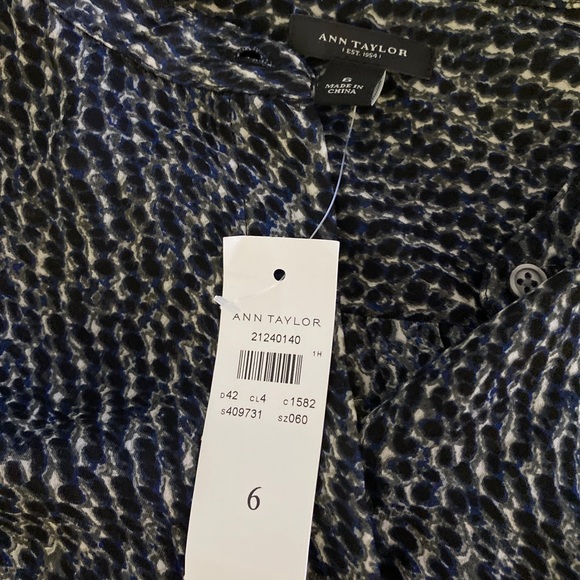 ANN TAYLOR
EST. 1954
6
MADE IN
CHINA
ANN TAYLOR
21240140
1H
D42 CL4 C1582
S409731 SZ060
6